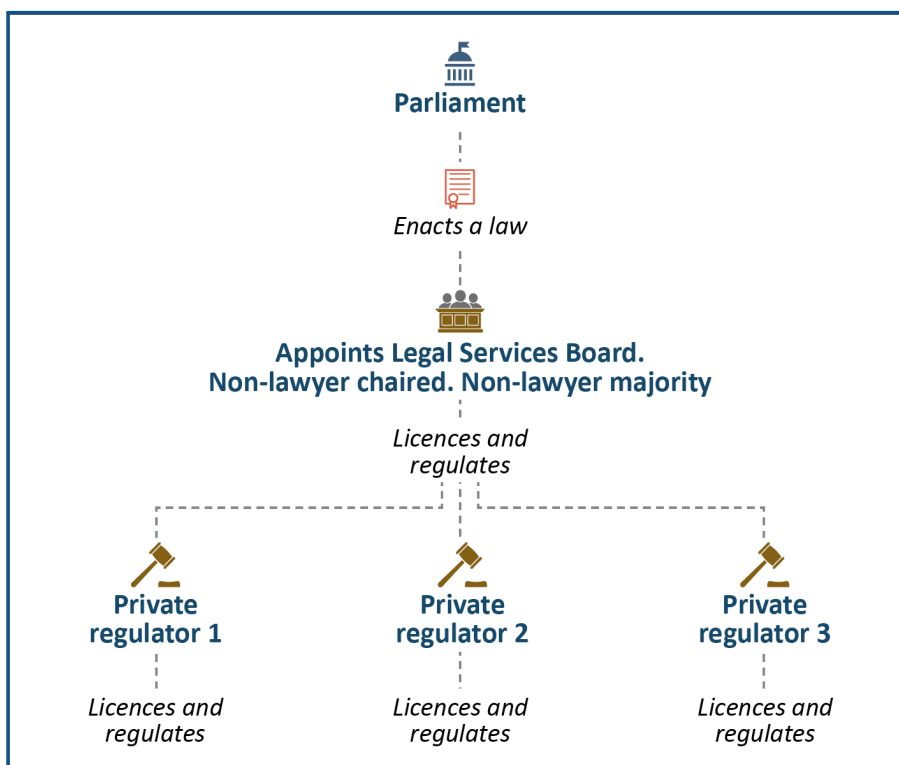 Parliament
Enacts a law
Appoints Legal Services Board.
Non-lawyer chaired. Non-lawyer majority
Licences and
regulates
Private
regulator 1
Private
regulator 2
Private
regulator 3
Licences and
regulates
Licences and
regulates
Licences and
regulates